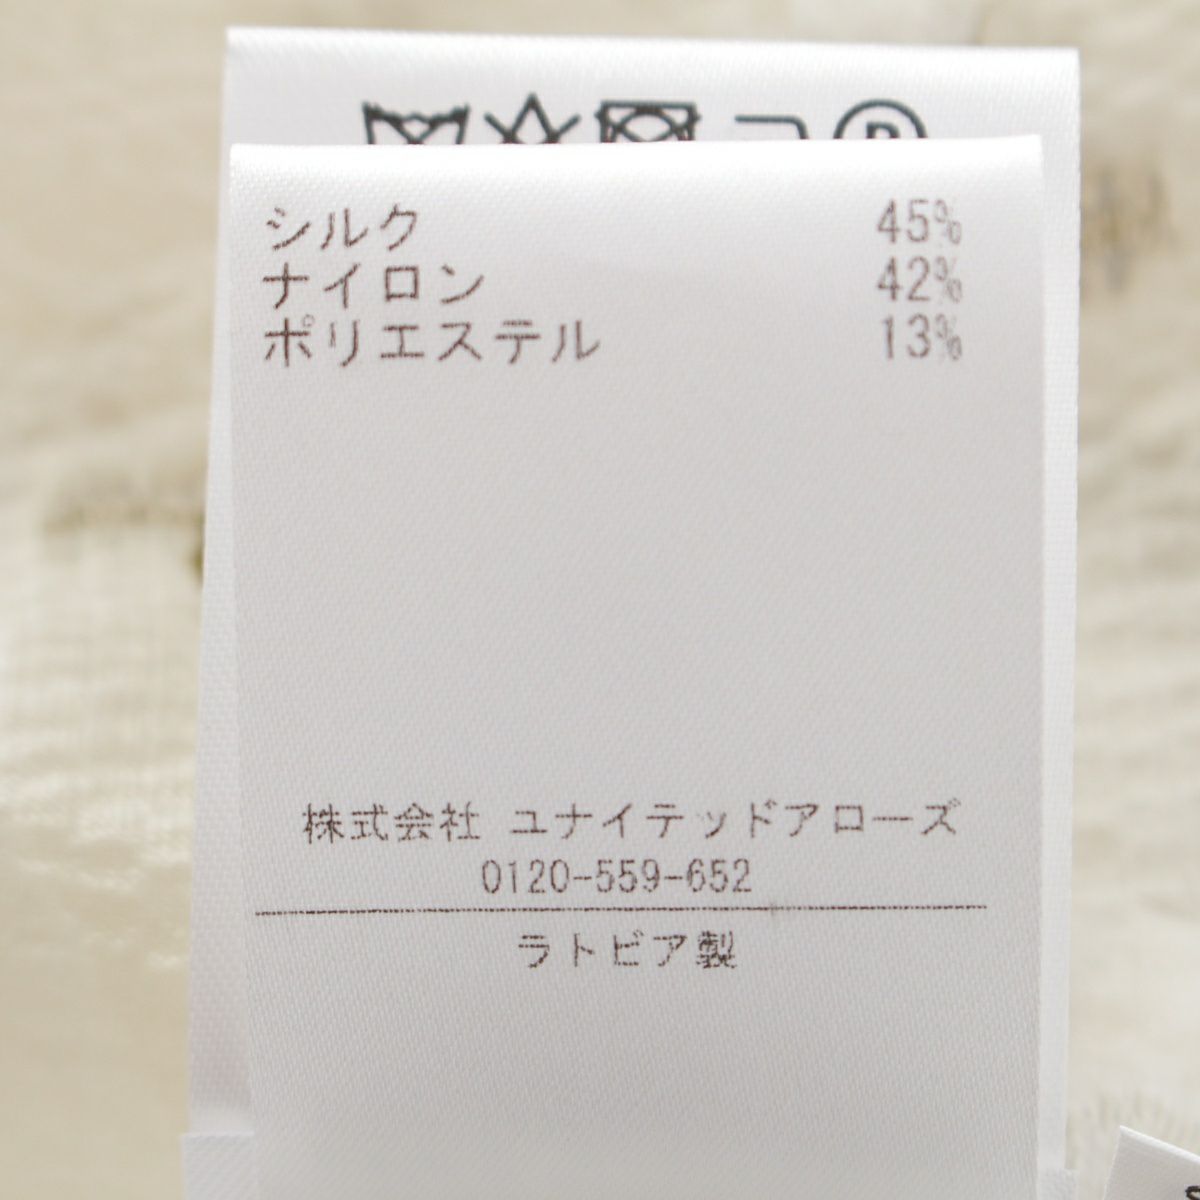 シルク 45%
ナイロン 42%
ポリエステル 13%
株式会社 ユナイテッドアローズ
0120-559-652
ラトビア製